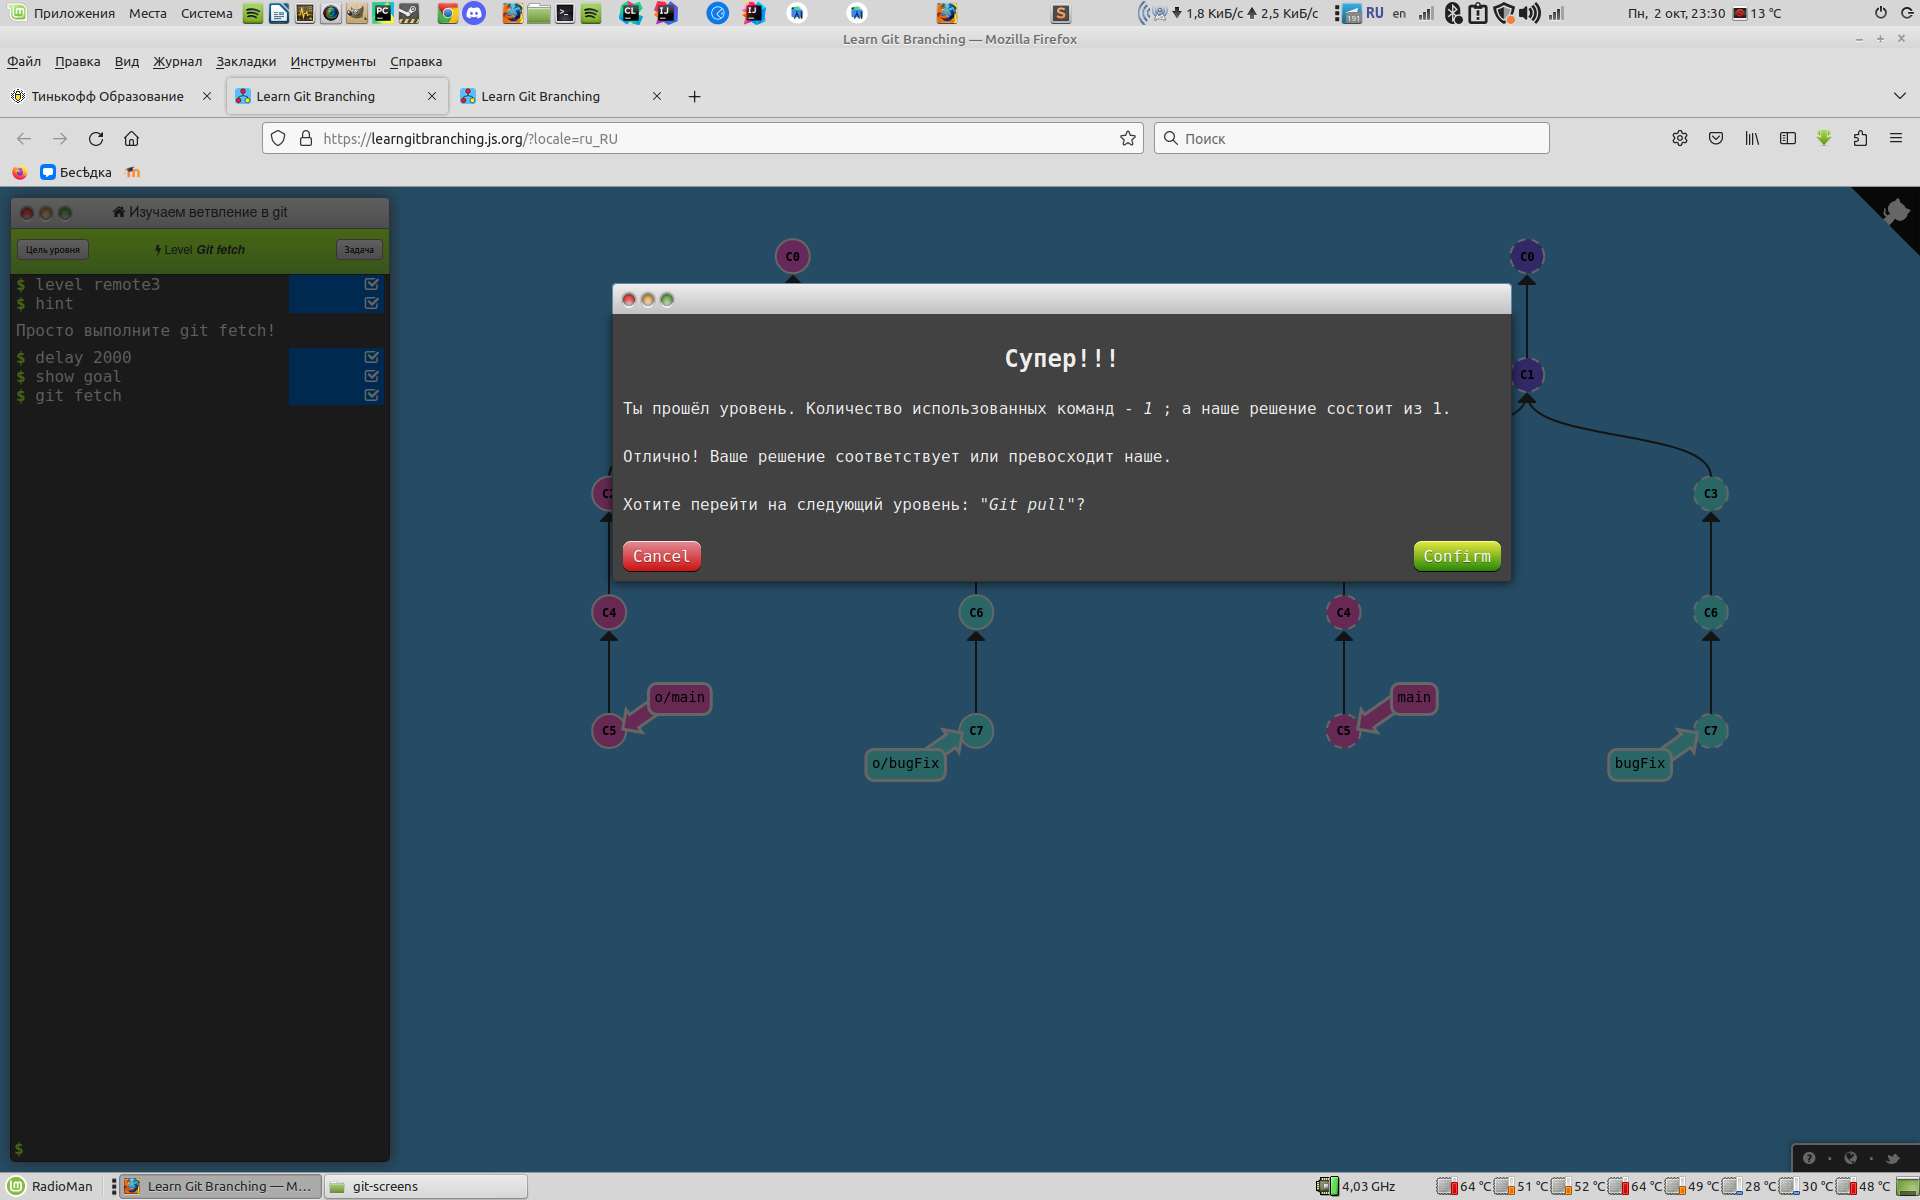 Приложения Места Система 1,8 КиБ/с 2,5 КиБ/с 191 RU en Пн, 2 окт, 23:30 13 °C
Learn Git Branching — Mozilla Firefox
Файл Правка Вид Журнал Закладки Инструменты Справка
Тинькофф Образование Learn Git Branching Learn Git Branching
https://learngitbranching.js.org/?locale=ru_RU Поиск
Бесѣдка
Изучаем ветвление в git
Цель уровня Level Git fetch Задача
$ level remote3
$ hint
Просто выполните git fetch!
$ delay 2000
$ show goal
$ git fetch
$
C0 C0
Супер!!!
C1
Ты прошёл уровень. Количество использованных команд - 1 ; а наше решение состоит из 1.
Отлично! Ваше решение соответствует или превосходит наше.
C3
Хотите перейти на следующий уровень: "Git pull"?
Cancel Confirm
C4 C6 C4 C6
o/main main
C5 C7 C5 C7
o/bugFix bugFix
RadioMan Learn Git Branching — M... git-screens 4,03 GHz 64 °C 51 °C 52 °C 64 °C 49 °C 28 °C 30 °C 48 °C